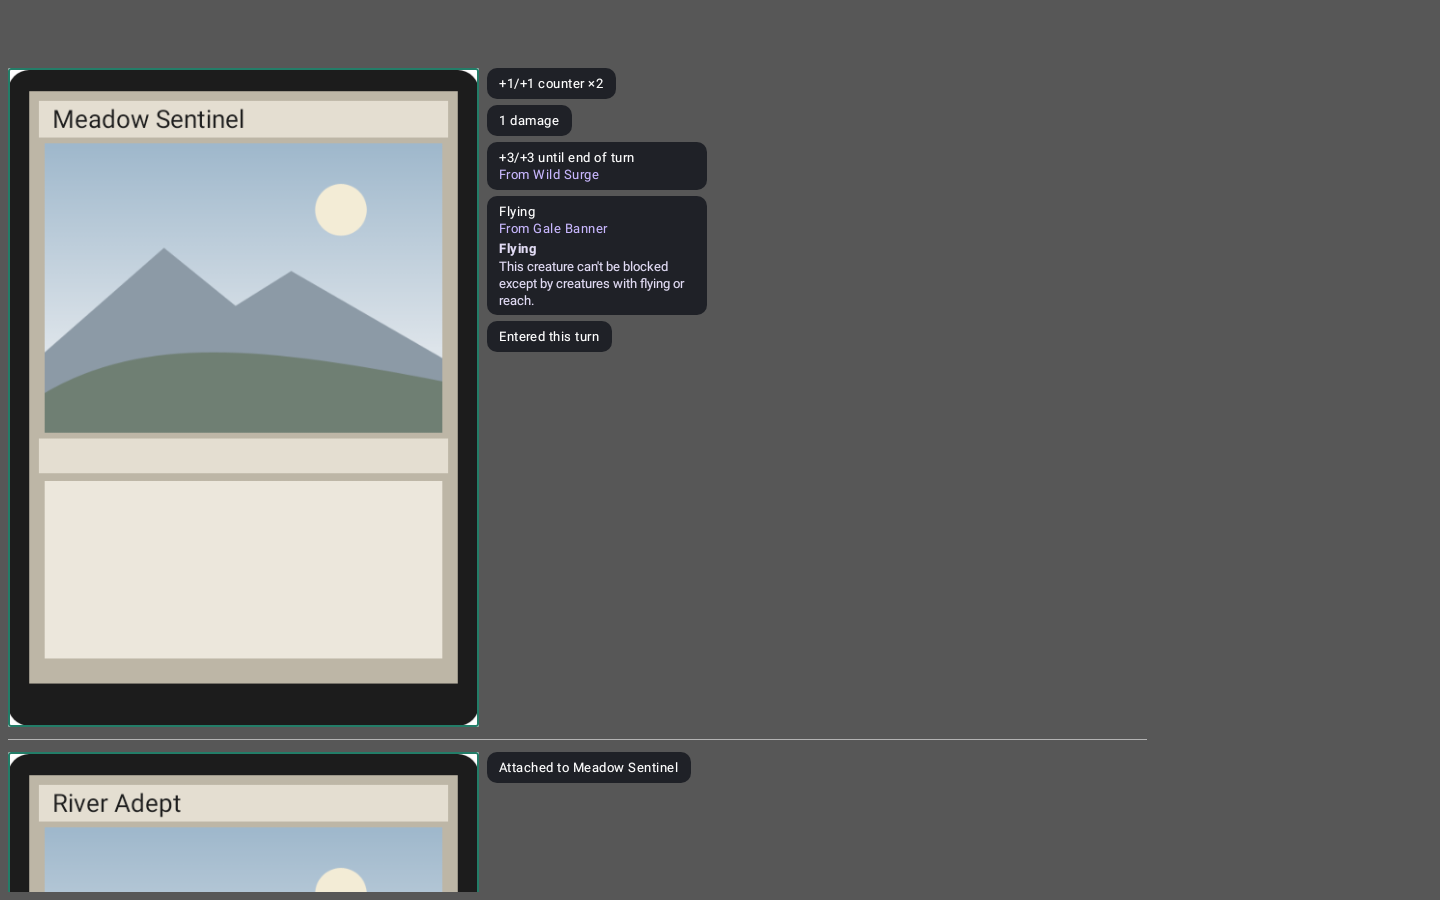 Meadow Sentinel
+1/+1 counter ×2
1 damage
+3/+3 until end of turn
From Wild Surge
Flying
From Gale Banner
Flying
This creature can't be blocked
except by creatures with flying or
reach.
Entered this turn
River Adept
Attached to Meadow Sentinel